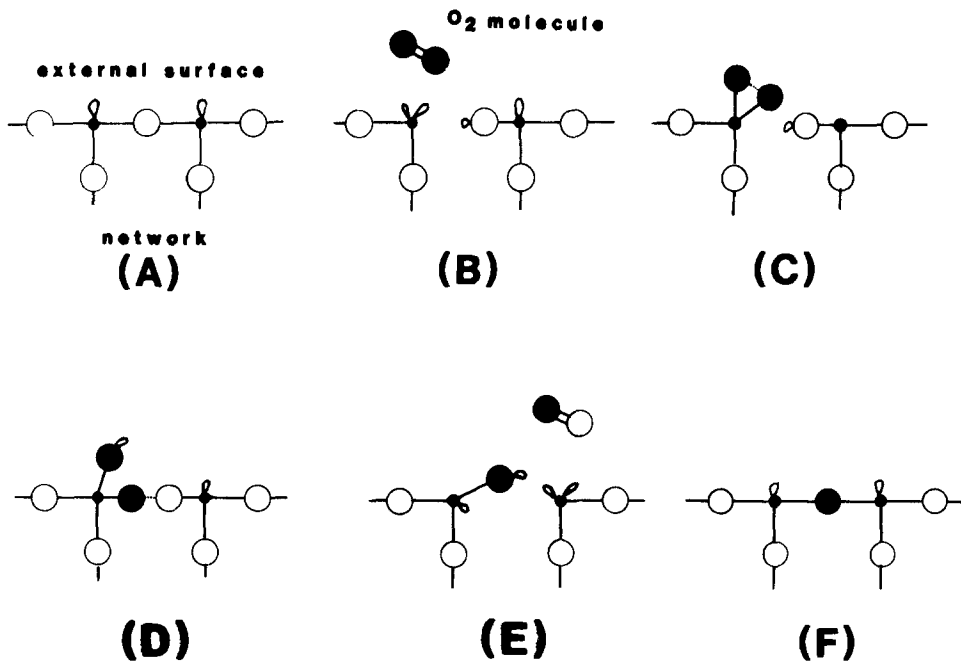 O2 molecule
external surface
network
(A)
(B)
(C)
(D)
(E)
(F)